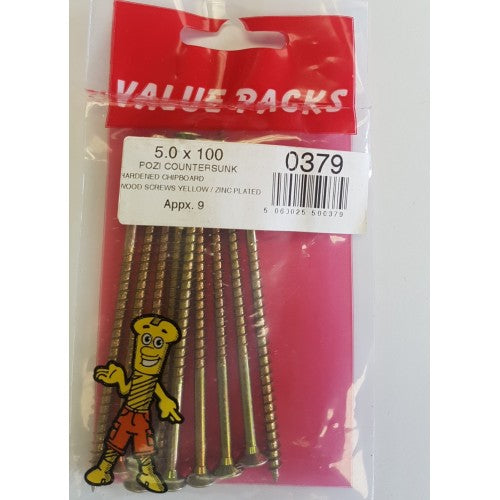 VALUE PACKS
5.0 x 100
POZI COUNTERSUNK
HARDENED CHIPBOARD
WOOD SCREWS YELLOW / ZINC PLATED
Appx. 9
0379
5 060025 500379